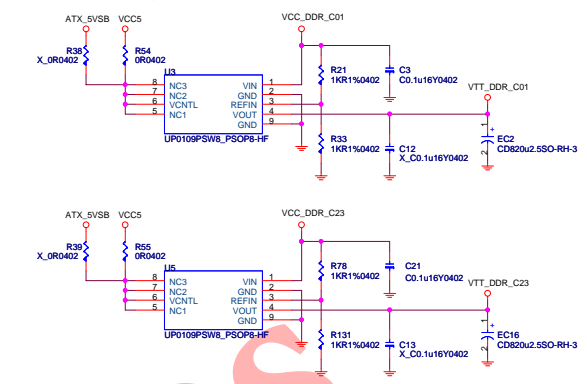 ATX_5VSB VCC5 VCC_DDR_C01
R38 R54
X_0R0402 0R0402
U3
R21 C3
1KR1%0402 C0.1u16Y0402
8 NC3 VIN 1
7 NC2 GND 2
6 VCNTL REFIN 3
5 NC1 VOUT 4
GND 9
UP0109PSW8_PSOP8-HF
VTT_DDR_C01
R33 C12
1KR1%0402 X_C0.1u16Y0402
1 +
EC2
2 CD820u2.5SO-RH-3
ATX_5VSB VCC5 VCC_DDR_C23
R39 R55
X_0R0402 0R0402
U5
R78 C21
1KR1%0402 C0.1u16Y0402
8 NC3 VIN 1
7 NC2 GND 2
6 VCNTL REFIN 3
5 NC1 VOUT 4
GND 9
UP0109PSW8_PSOP8-HF
VTT_DDR_C23
R131 C13
1KR1%0402 X_C0.1u16Y0402
1 +
EC16
2 CD820u2.5SO-RH-3